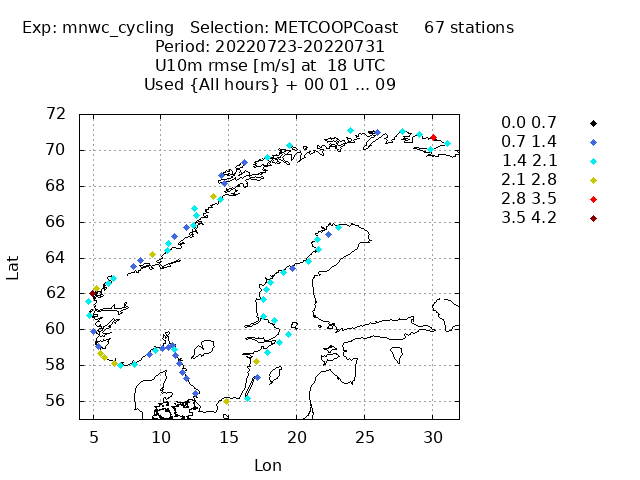 Exp: mnwc_cycling   Selection: METCOOPCoast     67 stations
Period: 20220723-20220731
U10m rmse [m/s] at  18 UTC
Used {All hours} + 00 01 ... 09
72
70
68
66
64
62
60
58
56
Lat
5 10 15 20 25 30
Lon
0.0 0.7
0.7 1.4
1.4 2.1
2.1 2.8
2.8 3.5
3.5 4.2